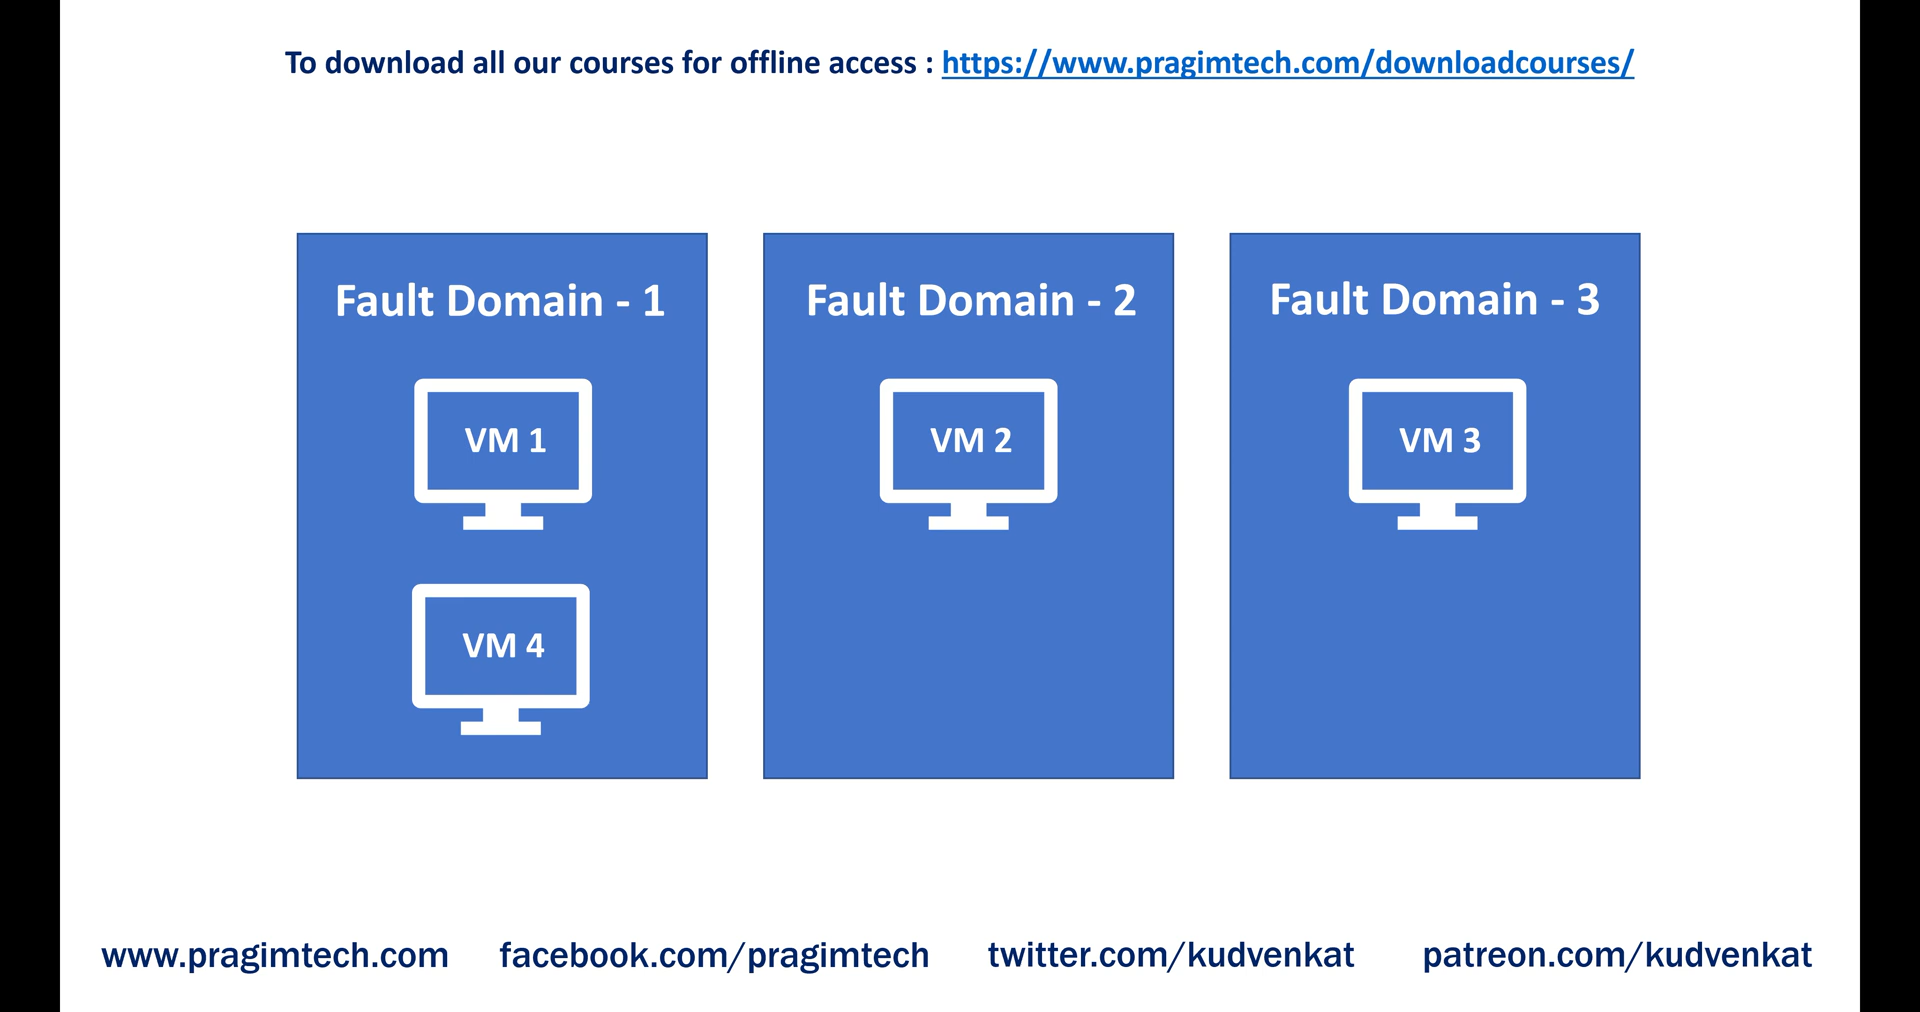 To download all our courses for offline access : https://www.pragimtech.com/downloadcourses/
Fault Domain - 1
Fault Domain - 2
Fault Domain - 3
VM 1
VM 2
VM 3
VM 4
www.pragimtech.com
facebook.com/pragimtech
twitter.com/kudvenkat
patreon.com/kudvenkat